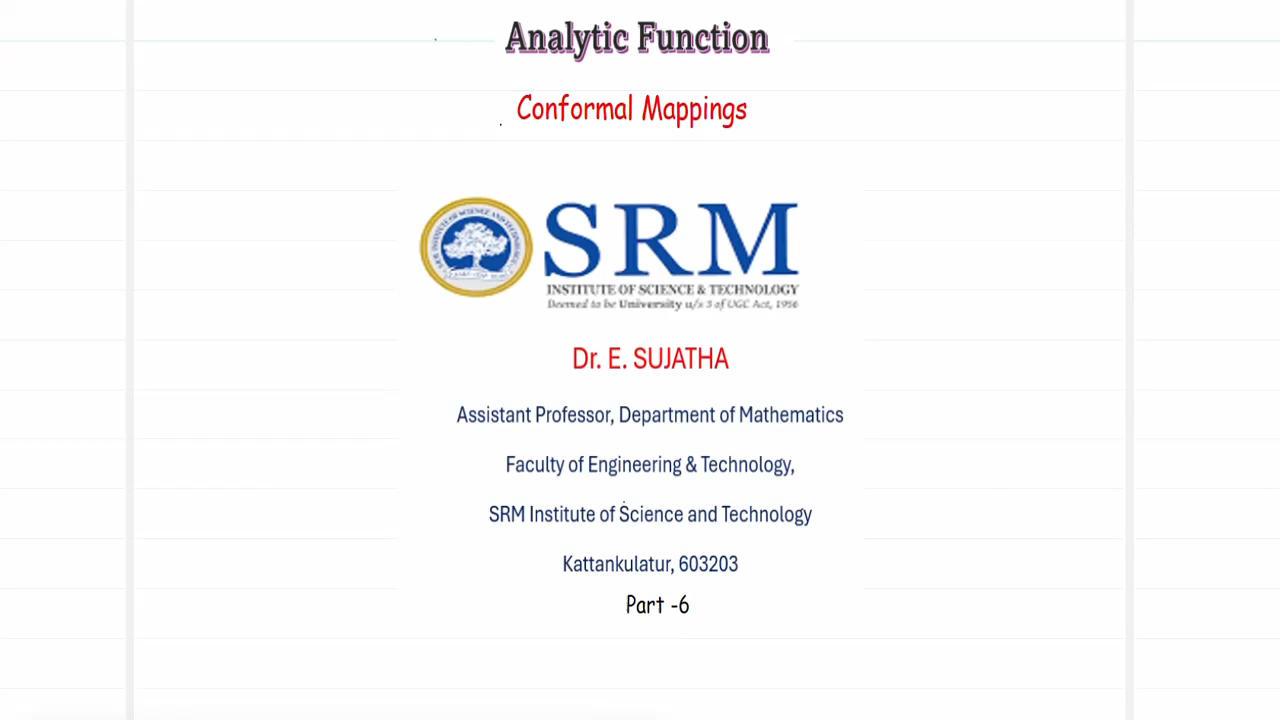 Analytic Function
Conformal Mappings
SRM
INSTITUTE OF SCIENCE & TECHNOLOGY
Deemed to be University u/s 3 of UGC Act, 1956
Dr. E. SUJATHA
Assistant Professor, Department of Mathematics
Faculty of Engineering & Technology,
SRM Institute of Science and Technology
Kattankulatur, 603203
Part -6